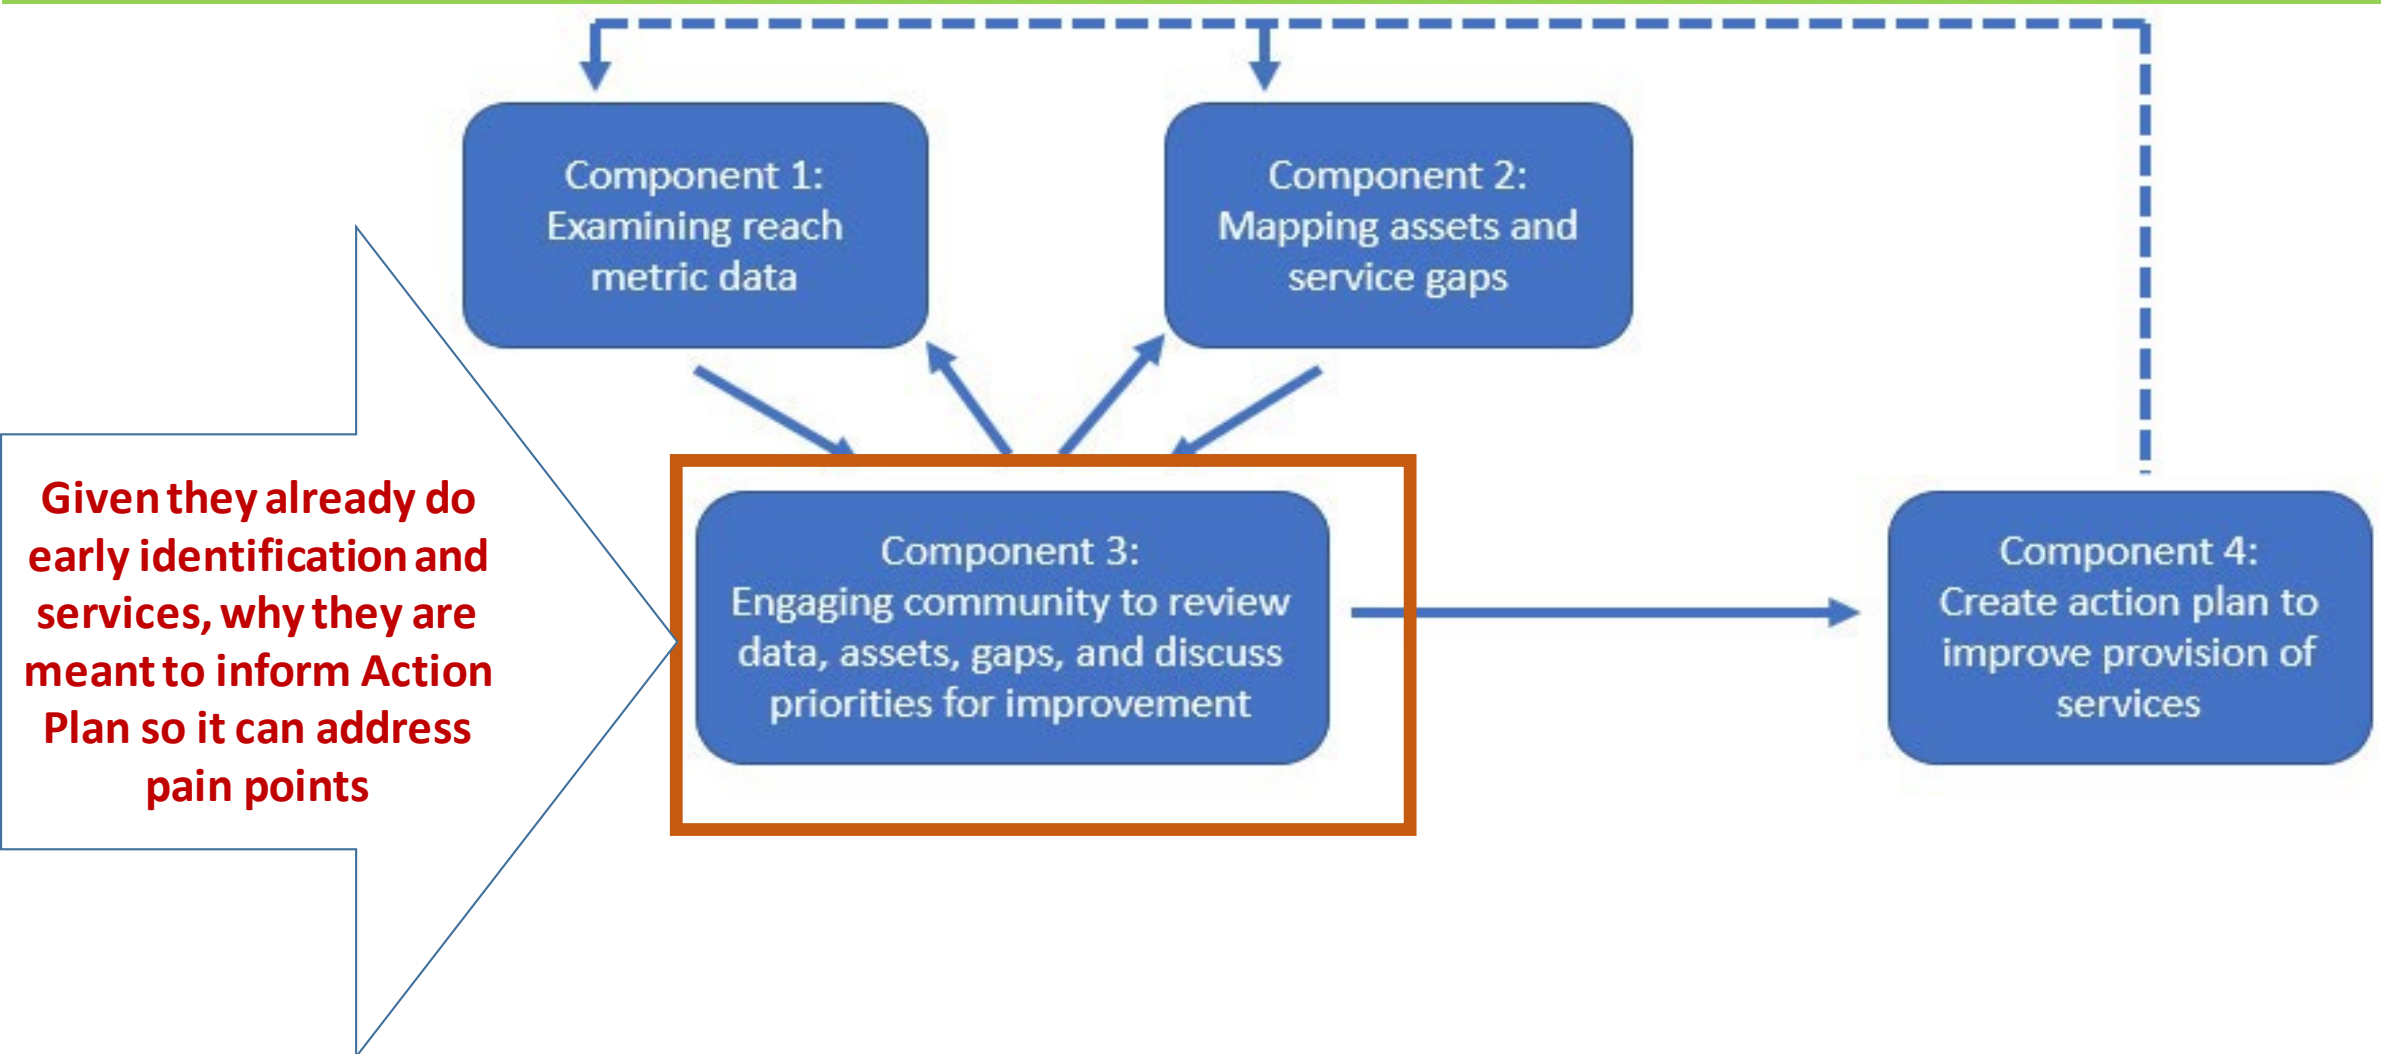 Component 1:
Examining reach
metric data
Component 2:
Mapping assets and
service gaps
Given they already do
early identification and
services, why they are
meant to inform Action
Plan so it can address
pain points
Component 3:
Engaging community to review
data, assets, gaps, and discuss
priorities for improvement
Component 4:
Create action plan to
improve provision of
services